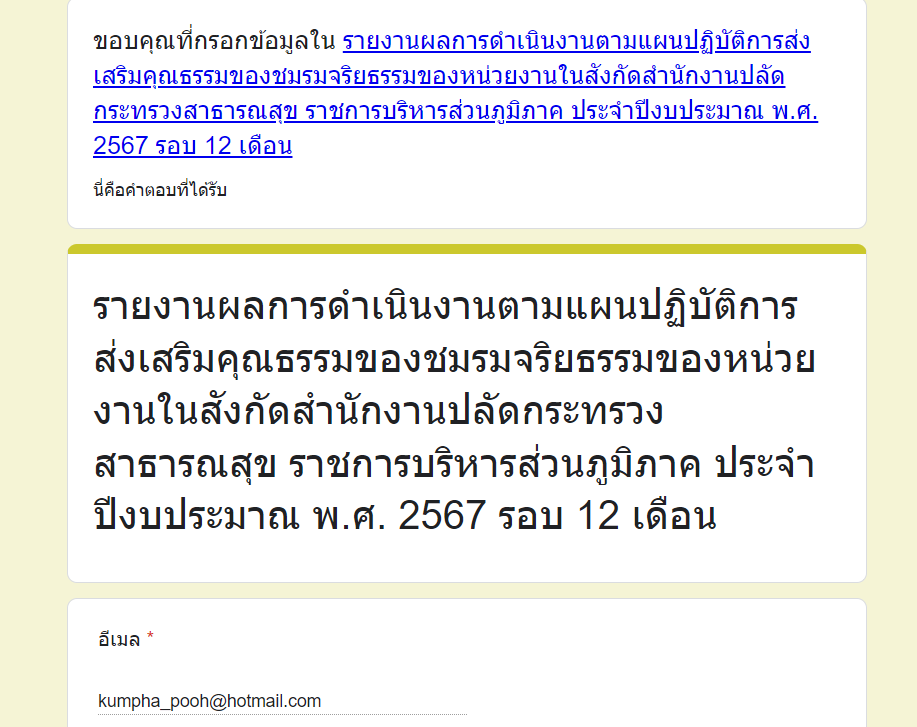 ขอบคุณที่กรอกข้อมูลใน รายงานผลการดำเนินงานตามแผนปฏิบัติการส่ง
เสริมคุณธรรมของชมรมจริยธรรมของหน่วยงานในสังกัดสำนักงานปลัด
กระทรวงสาธารณสุข ราชการบริหารส่วนภูมิภาค ประจำปีงบประมาณ พ.ศ.
2567 รอบ 12 เดือน
นี่คือคำตอบที่ได้รับ
รายงานผลการดำเนินงานตามแผนปฏิบัติการ
ส่งเสริมคุณธรรมของชมรมจริยธรรมของหน่วย
งานในสังกัดสำนักงานปลัดกระทรวง
สาธารณสุข ราชการบริหารส่วนภูมิภาค ประจำ
ปีงบประมาณ พ.ศ. 2567 รอบ 12 เดือน
อีเมล *
kumpha_pooh@hotmail.com